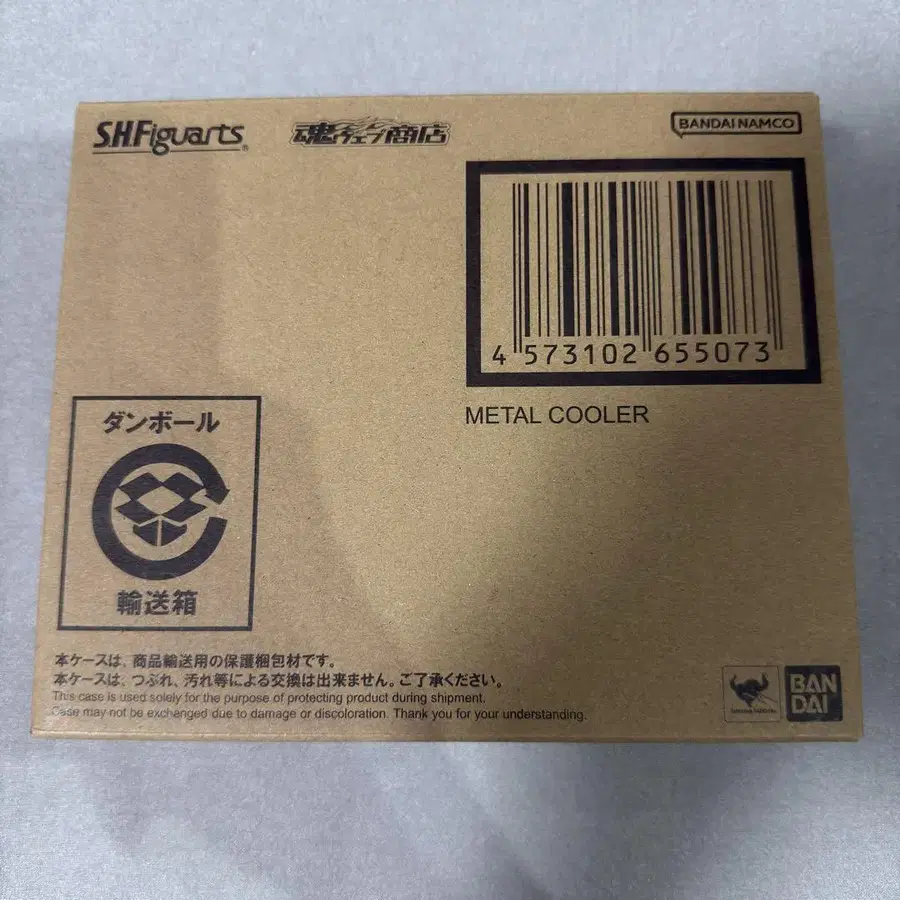 S.H.Figuarts®
魂ウェブ商店
BANDAI NAMCO
4 573102 655073
METAL COOLER
ダンボール
輸送箱
本ケースは、商品輸送用の保護梱包材です。
本ケースは、つぶれ、汚れ等による交換は出来ません。ご了承ください。
This case is used solely for the purpose of protecting product during shipment.
Case may not be exchanged due to damage or discoloration. Thank you for your understanding.
BAN
DAI